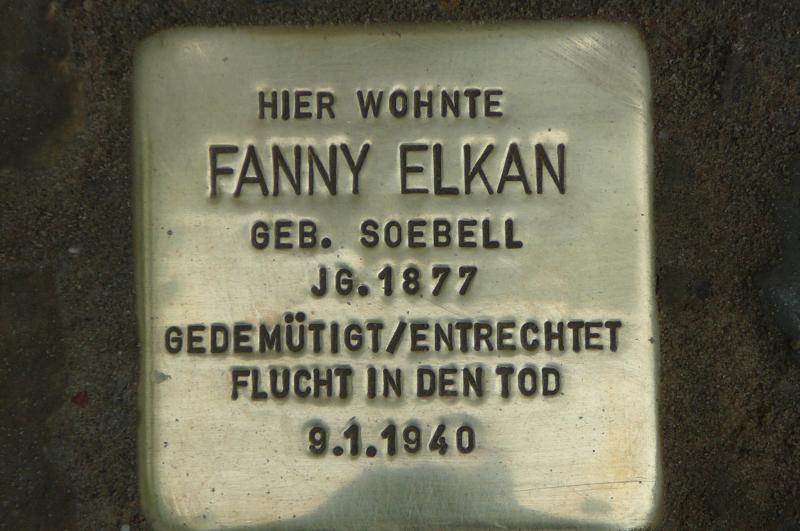 HIER WOHNTE
FANNY ELKAN
GEB. SOEBELL
JG. 1877
GEDEMÜTIGT/ENTRECHTET
FLUCHT IN DEN TOD
9.1.1940